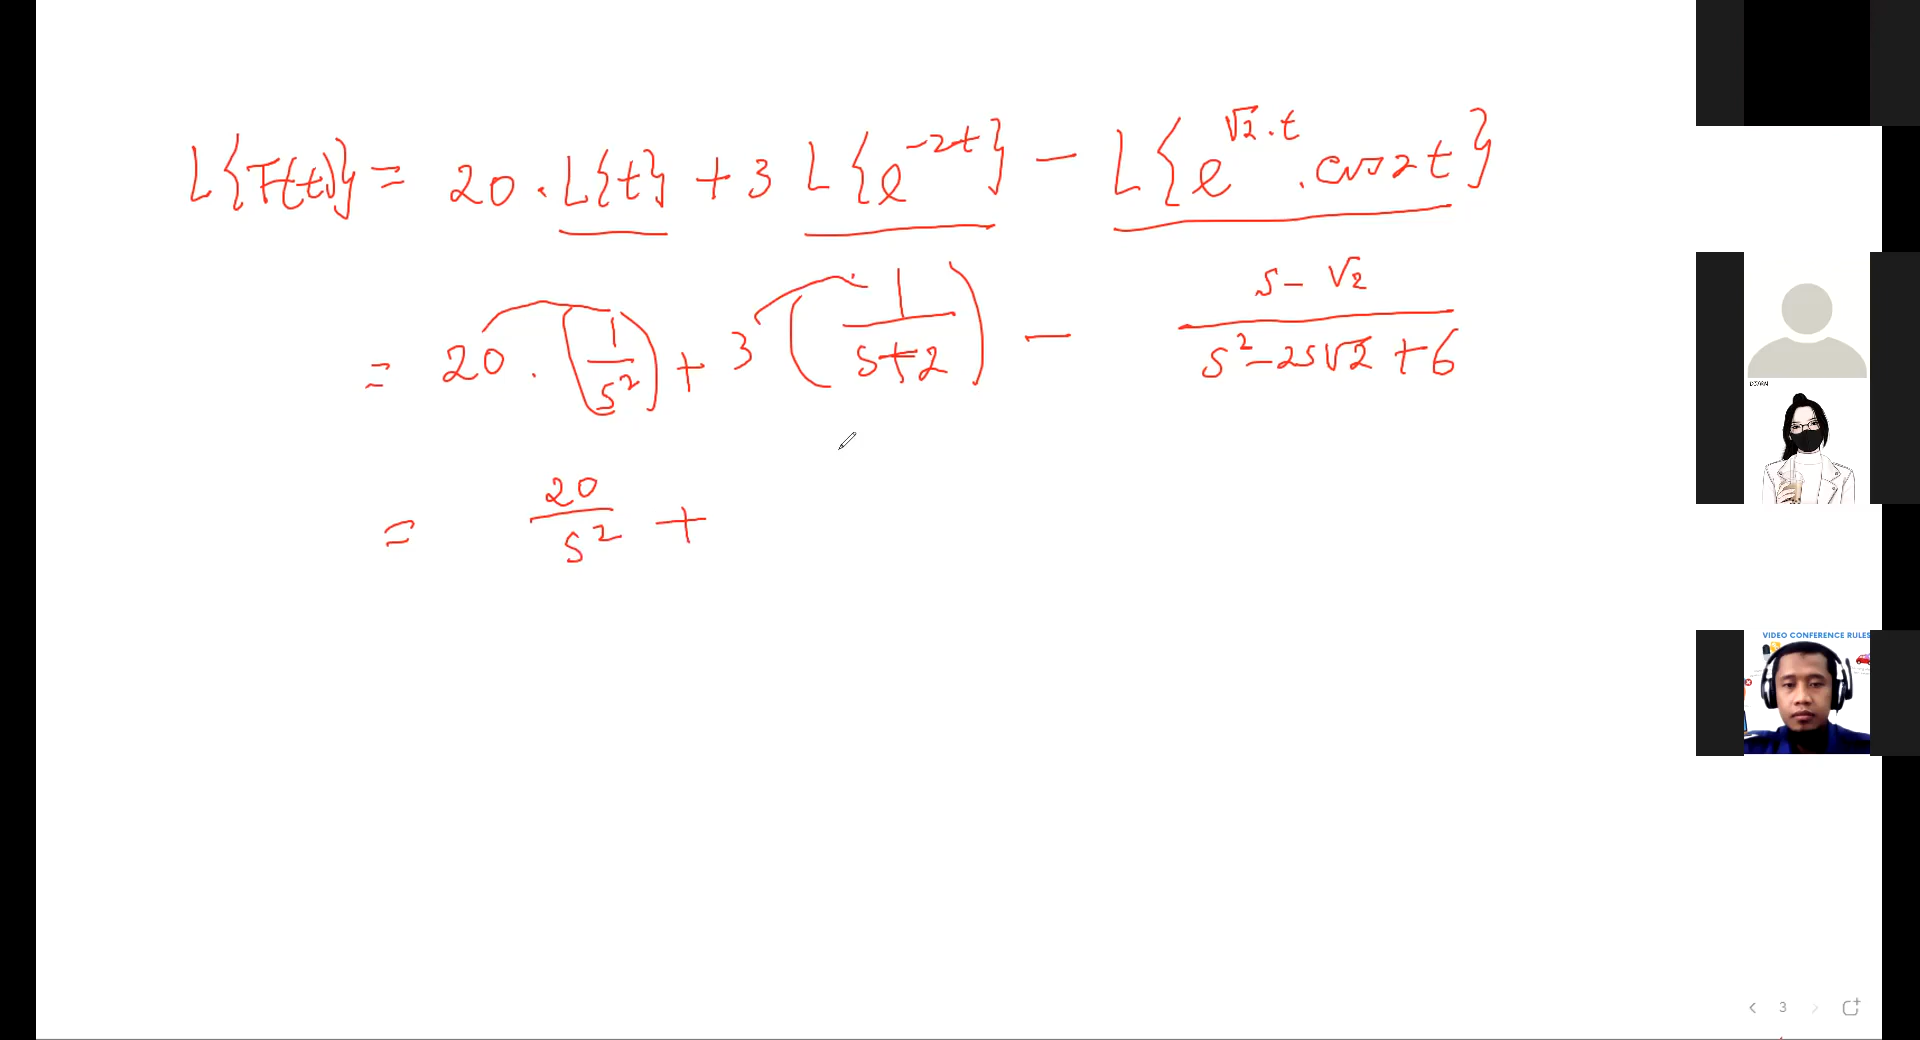 L{F(t)} = 20 . L{t} + 3 L{e^{-2t}} - L{e^{√2.t} . cos 2t}
= 20 . (1/s²) + 3 (1/(s+2)) - (s - √2)/(s² - 2s√2 + 6)
= 20/s² +
VIDEO CONFERENCE RULES
3